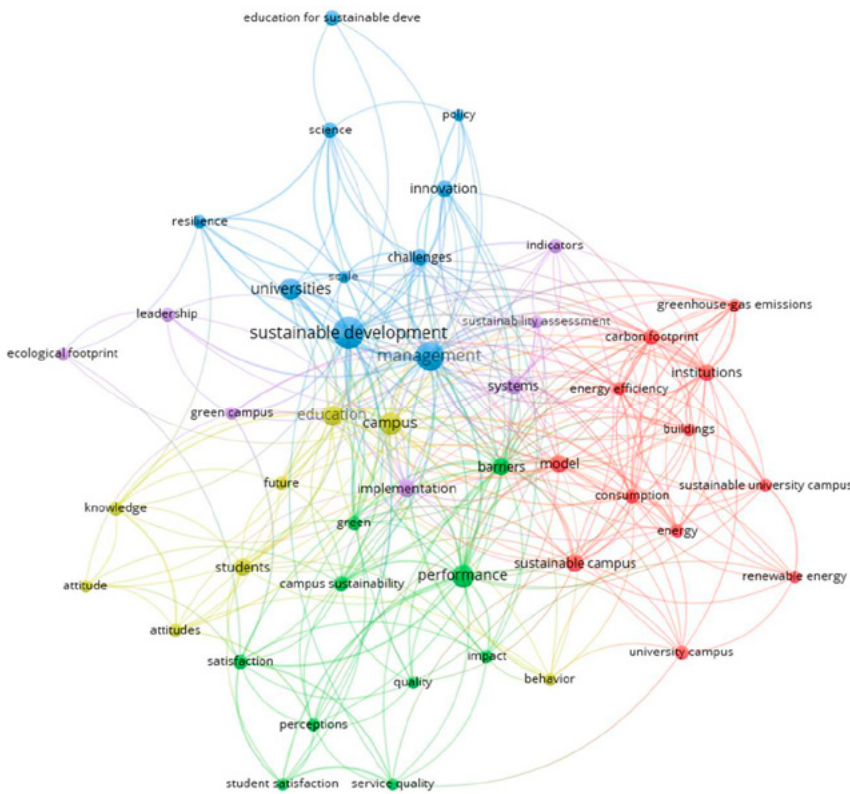 education for sustainable deve
policy
science
innovation
resilience
indicators
challenges
scale
universities
greenhouse gas emissions
leadership
sustainability assessment
sustainable development
carbon footprint
ecological footprint
management
institutions
systems
energy efficiency
green campus
education
campus
buildings
barriers
model
future
sustainable university campus
implementation
consumption
knowledge
green
energy
students
sustainable campus
performance
renewable energy
campus sustainability
attitude
attitudes
university campus
impact
satisfaction
behavior
quality
perceptions
student satisfaction
service quality